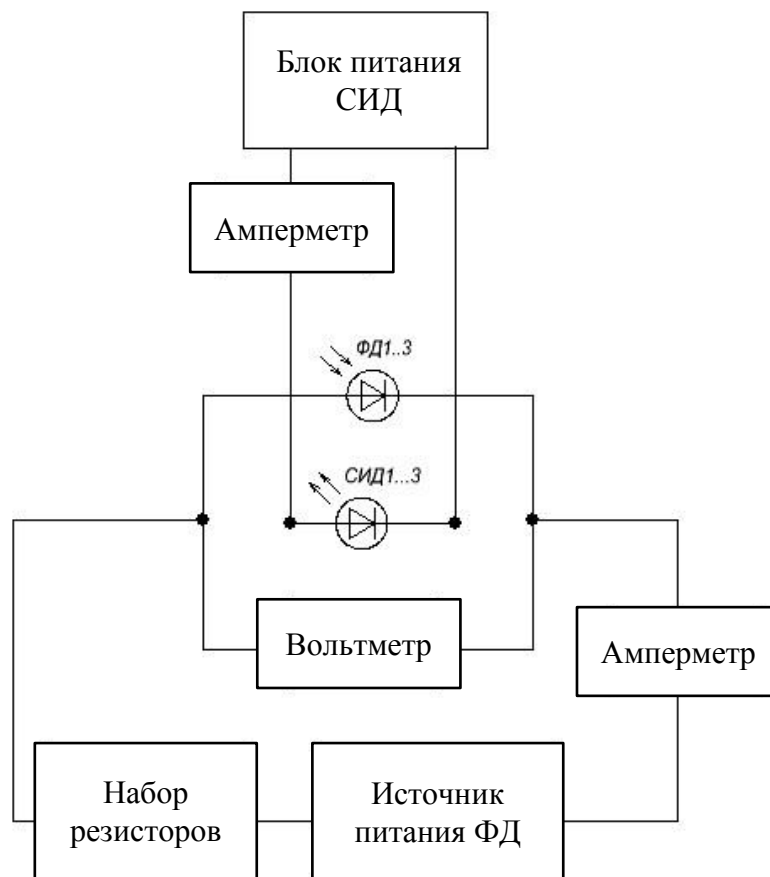 Блок питания
СИД
Амперметр
ФД1..3
СИД1...3
Вольтметр
Амперметр
Набор
резисторов
Источник
питания ФД